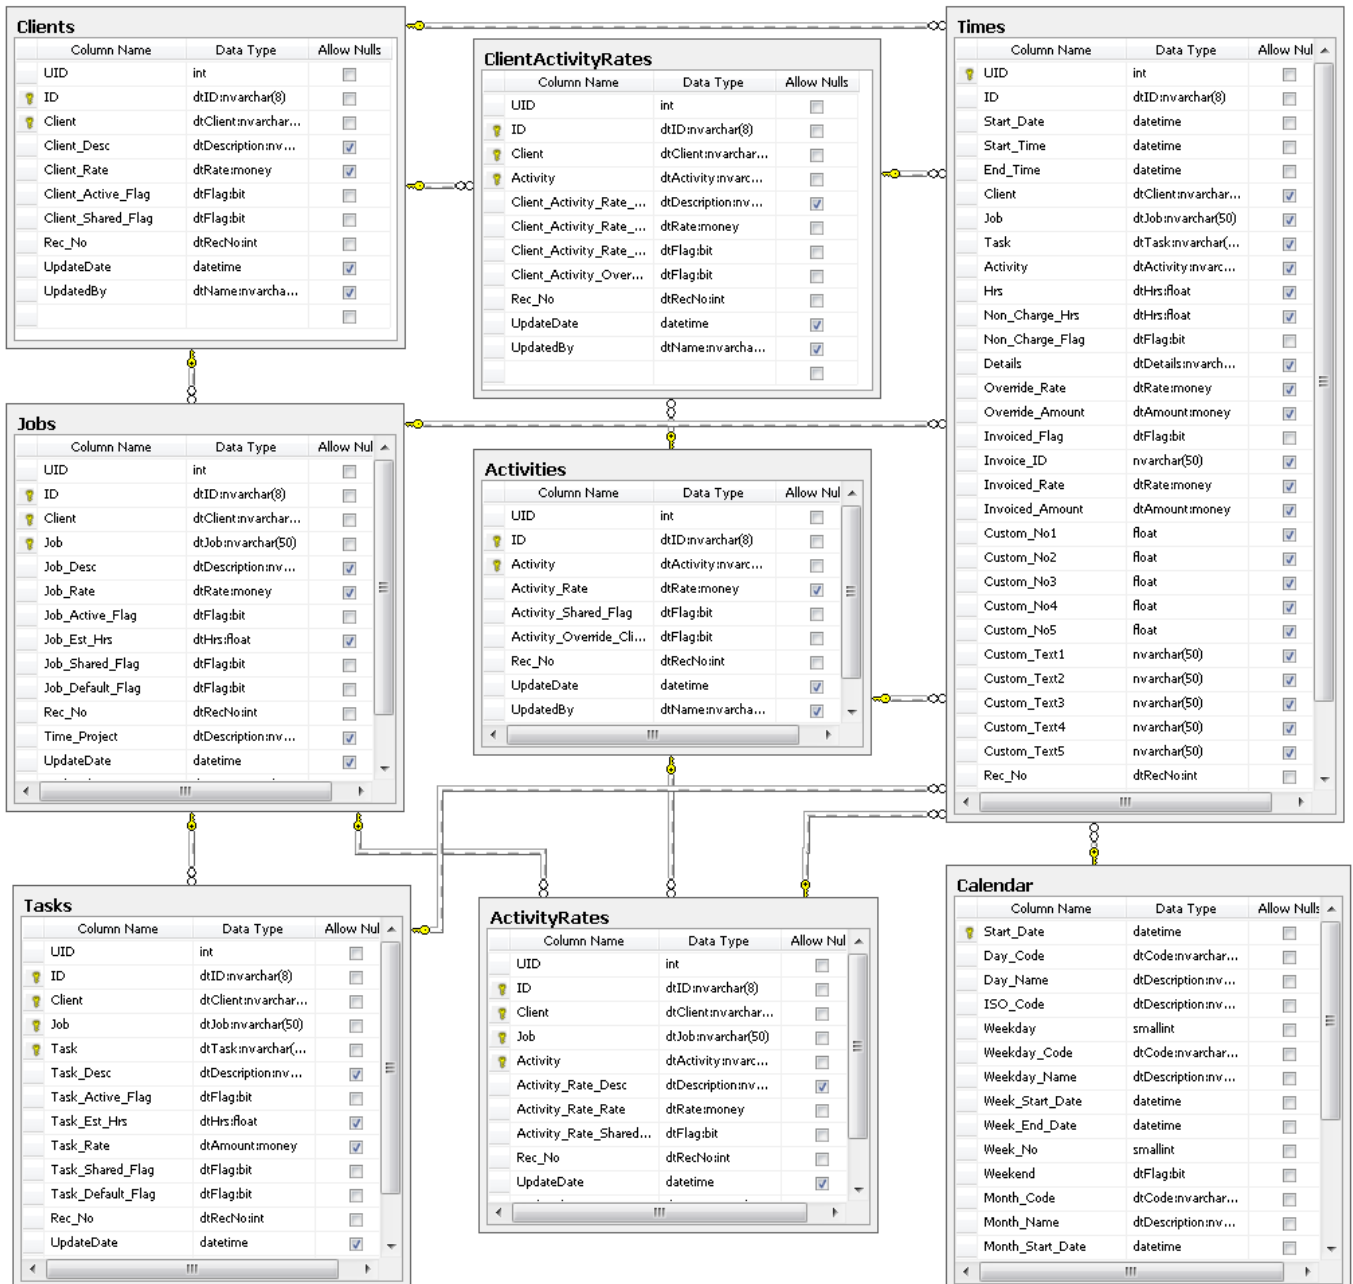 Clients
Column Name Data Type Allow Nulls
UID int
ID dtID:nvarchar(8)
Client dtClient:nvarchar...
Client_Desc dtDescription:nv...
Client_Rate dtRate:money
Client_Active_Flag dtFlag:bit
Client_Shared_Flag dtFlag:bit
Rec_No dtRecNo:int
UpdateDate datetime
UpdatedBy dtName:nvarcha...
ClientActivityRates
Column Name Data Type Allow Nulls
UID int
ID dtID:nvarchar(8)
Client dtClient:nvarchar...
Activity dtActivity:nvarc...
Client_Activity_Rate_... dtDescription:nv...
Client_Activity_Rate_... dtRate:money
Client_Activity_Rate_... dtFlag:bit
Client_Activity_Over... dtFlag:bit
Rec_No dtRecNo:int
UpdateDate datetime
UpdatedBy dtName:nvarcha...
Times
Column Name Data Type Allow Nul
UID int
ID dtID:nvarchar(8)
Start_Date datetime
Start_Time datetime
End_Time datetime
Client dtClient:nvarchar...
Job dtJob:nvarchar(50)
Task dtTask:nvarchar(...
Activity dtActivity:nvarc...
Hrs dtHrs:float
Non_Charge_Hrs dtHrs:float
Non_Charge_Flag dtFlag:bit
Details dtDetails:nvarch...
Override_Rate dtRate:money
Override_Amount dtAmount:money
Invoiced_Flag dtFlag:bit
Invoice_ID nvarchar(50)
Invoiced_Rate dtRate:money
Invoiced_Amount dtAmount:money
Custom_No1 float
Custom_No2 float
Custom_No3 float
Custom_No4 float
Custom_No5 float
Custom_Text1 nvarchar(50)
Custom_Text2 nvarchar(50)
Custom_Text3 nvarchar(50)
Custom_Text4 nvarchar(50)
Custom_Text5 nvarchar(50)
Rec_No dtRecNo:int
Jobs
Column Name Data Type Allow Nul
UID int
ID dtID:nvarchar(8)
Client dtClient:nvarchar...
Job dtJob:nvarchar(50)
Job_Desc dtDescription:nv...
Job_Rate dtRate:money
Job_Active_Flag dtFlag:bit
Job_Est_Hrs dtHrs:float
Job_Shared_Flag dtFlag:bit
Job_Default_Flag dtFlag:bit
Rec_No dtRecNo:int
Time_Project dtDescription:nv...
UpdateDate datetime
Activities
Column Name Data Type Allow Nul
UID int
ID dtID:nvarchar(8)
Activity dtActivity:nvarc...
Activity_Rate dtRate:money
Activity_Shared_Flag dtFlag:bit
Activity_Override_Cli... dtFlag:bit
Rec_No dtRecNo:int
UpdateDate datetime
UpdatedBy dtName:nvarcha...
Tasks
Column Name Data Type Allow Nul
UID int
ID dtID:nvarchar(8)
Client dtClient:nvarchar...
Job dtJob:nvarchar(50)
Task dtTask:nvarchar(...
Task_Desc dtDescription:nv...
Task_Active_Flag dtFlag:bit
Task_Est_Hrs dtHrs:float
Task_Rate dtAmount:money
Task_Shared_Flag dtFlag:bit
Task_Default_Flag dtFlag:bit
Rec_No dtRecNo:int
UpdateDate datetime
ActivityRates
Column Name Data Type Allow Nul
UID int
ID dtID:nvarchar(8)
Client dtClient:nvarchar...
Job dtJob:nvarchar(50)
Activity dtActivity:nvarc...
Activity_Rate_Desc dtDescription:nv...
Activity_Rate_Rate dtRate:money
Activity_Rate_Shared... dtFlag:bit
Rec_No dtRecNo:int
UpdateDate datetime
Calendar
Column Name Data Type Allow Nulls
Start_Date datetime
Day_Code dtCode:nvarchar...
Day_Name dtDescription:nv...
ISO_Code dtDescription:nv...
Weekday smallint
Weekday_Code dtCode:nvarchar...
Weekday_Name dtDescription:nv...
Week_Start_Date datetime
Week_End_Date datetime
Week_No smallint
Weekend dtFlag:bit
Month_Code dtCode:nvarchar...
Month_Name dtDescription:nv...
Month_Start_Date datetime